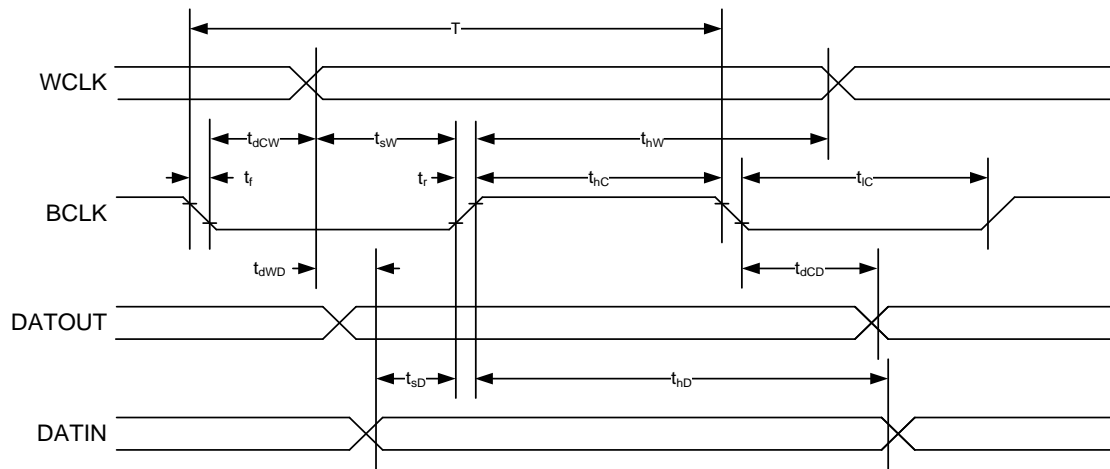 T
WCLK
tdCW tsW thW
tf tr thC tlC
BCLK
tdWD tdCD
DATOUT
tsD thD
DATIN